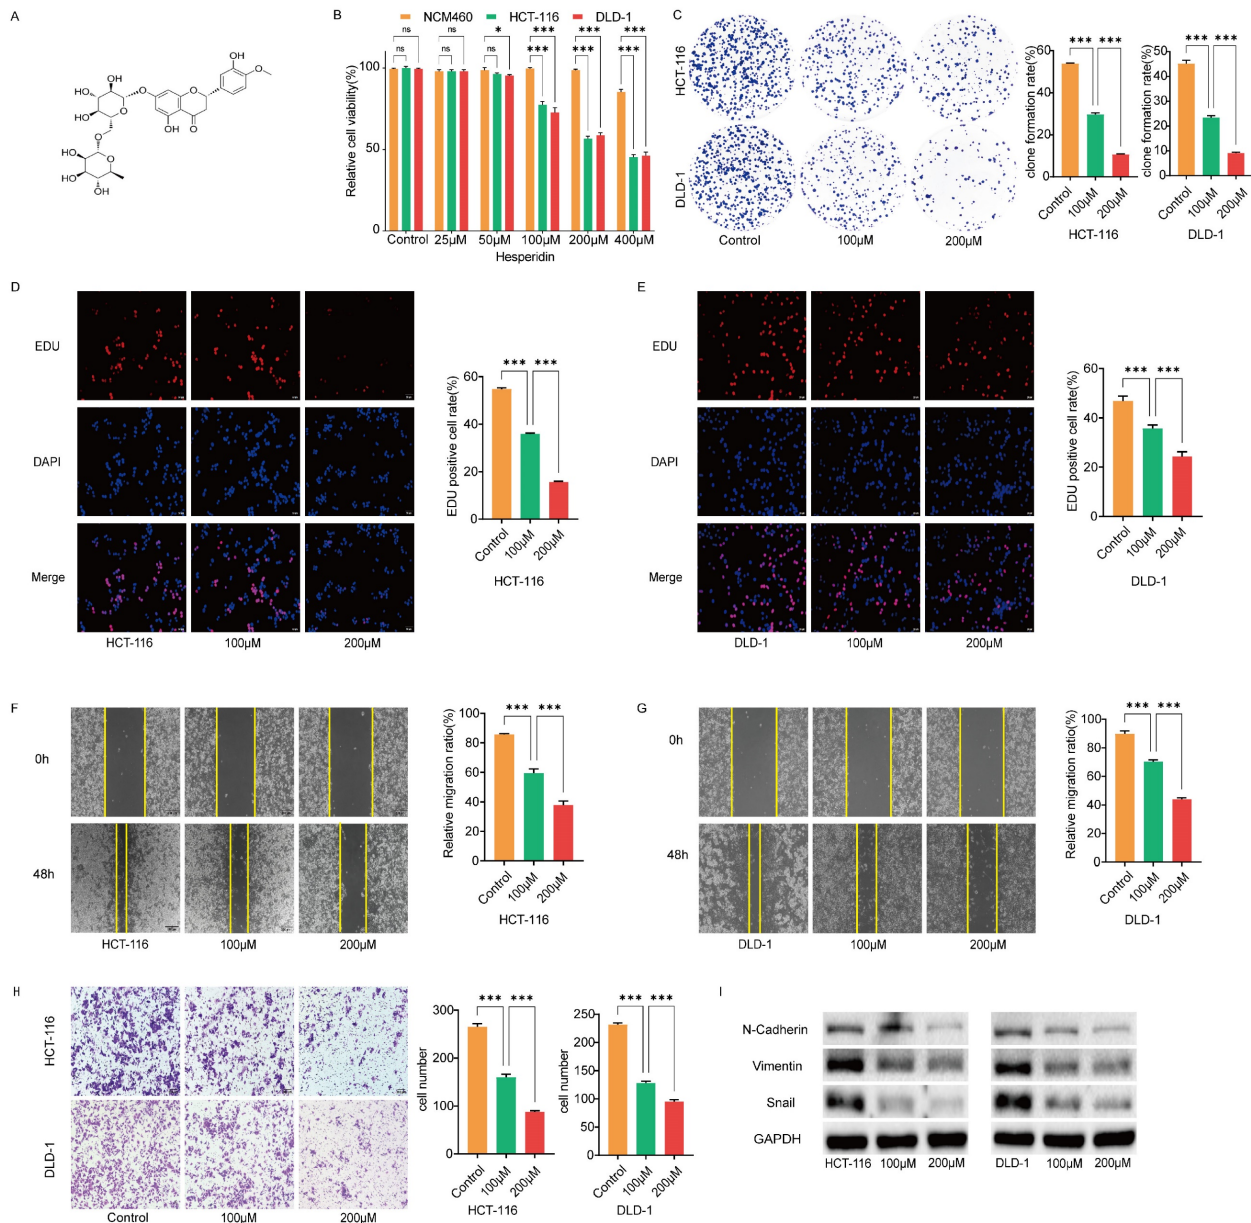 A
OH
OH
HO
HO
O
O
O
O
O
OH
O
OH
O
HO
HO
O
OH
B
NCM460 HCT-116 DLD-1
ns ns * *** *** ***
ns ns ns *** *** ***
Relative cell viability(%)
100
50
0
Control 25μM 50μM 100μM 200μM 400μM
Hesperidin
C
HCT-116
DLD-1
Control 100μM 200μM
*** ***
clone formation rate(%)
60
40
20
0
Control 100μM 200μM
HCT-116
*** ***
clone formation rate(%)
50
40
30
20
10
0
Control 100μM 200μM
DLD-1
D
EDU
DAPI
Merge
HCT-116 100μM 200μM
*** ***
EDU positive cell rate(%)
60
40
20
0
Control 100μM 200μM
HCT-116
E
EDU
DAPI
Merge
DLD-1 100μM 200μM
*** ***
EDU positive cell rate(%)
60
40
20
0
Control 100μM 200μM
DLD-1
F
0h
48h
HCT-116 100μM 200μM
*** ***
Relative migration ratio(%)
100
80
60
40
20
0
Control 100μM 200μM
HCT-116
G
0h
48h
DLD-1 100μM 200μM
*** ***
Relative migration ratio(%)
100
80
60
40
20
0
Control 100μM 200μM
DLD-1
H
HCT-116
DLD-1
Control 100μM 200μM
*** ***
cell number
300
200
100
0
Control 100μM 200μM
HCT-116
*** ***
cell number
250
200
150
100
50
0
Control 100μM 200μM
DLD-1
I
N-Cadherin
Vimentin
Snail
GAPDH
HCT-116 100μM 200μM
DLD-1 100μM 200μM